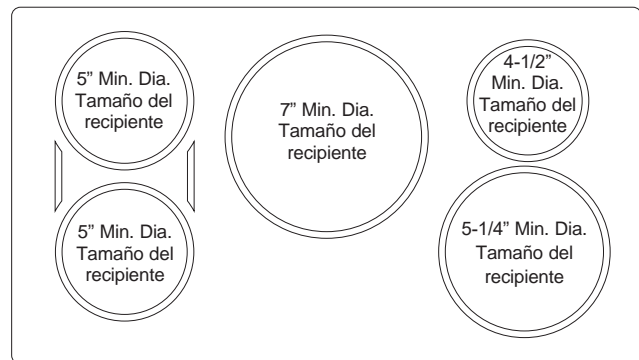 5” Min. Dia.
Tamaño del
recipiente
7” Min. Dia.
Tamaño del
recipiente
4-1/2”
Min. Dia.
Tamaño del
recipiente
5” Min. Dia.
Tamaño del
recipiente
5-1/4” Min. Dia.
Tamaño del
recipiente